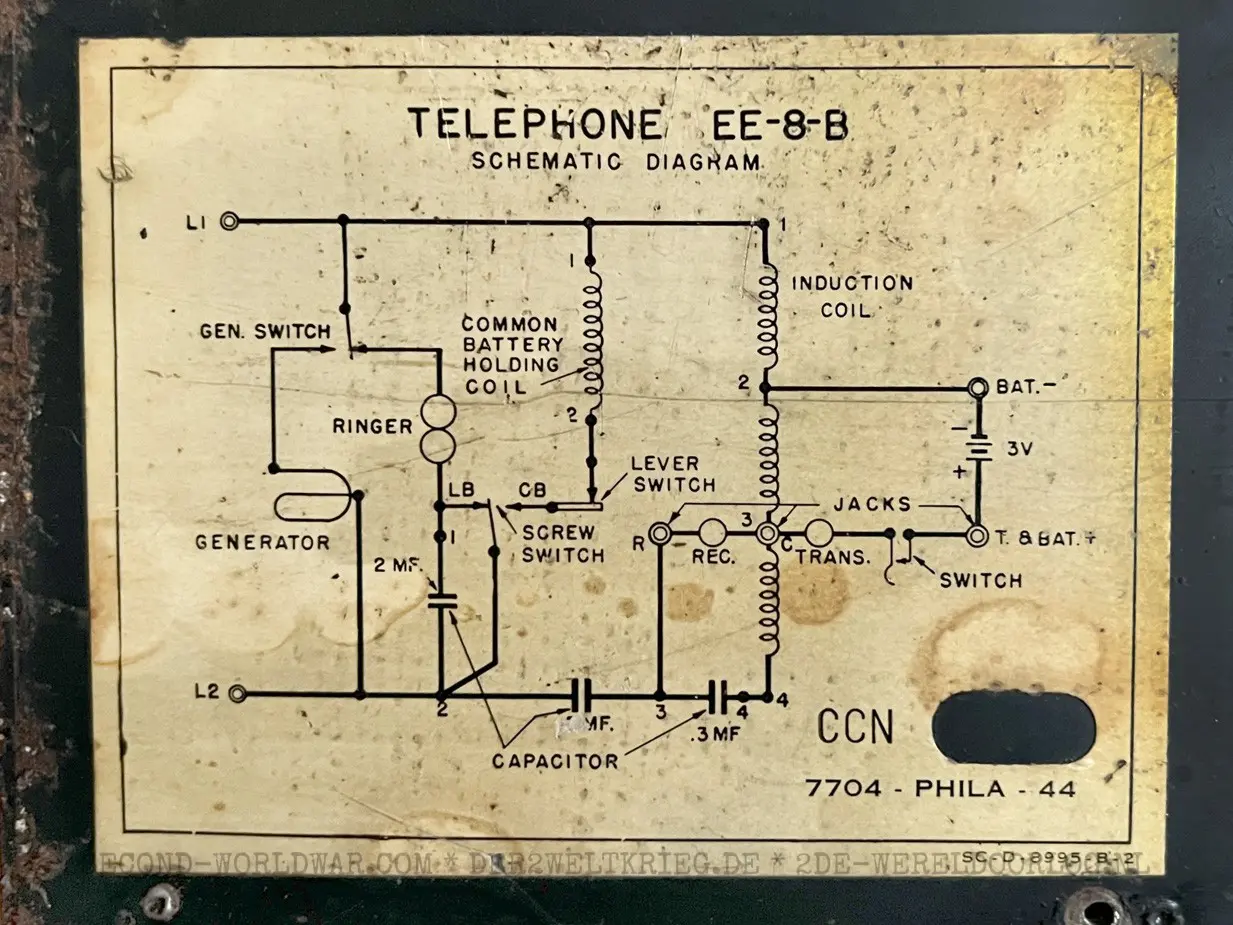 TELEPHONE EE-8-B
SCHEMATIC DIAGRAM
L1
1
1
INDUCTION
COIL
GEN. SWITCH
COMMON
BATTERY
HOLDING
COIL
2
BAT.-
2
RINGER
-
3V
+
LEVER
SWITCH
LB
CB
JACKS
GENERATOR
1
SCREW
SWITCH
R
REC.
3
C
TRANS.
T. & BAT. +
SWITCH
2 MF.
L2
2
MF.
3
4
4
.3 MF
CAPACITOR
CCN
7704 - PHILA - 44
SC-D-2995-B-2
ECOND-WORLDWAR.COM * DER2WELTKRIEG.DE * 2DE-WERELDOORLOG.NL